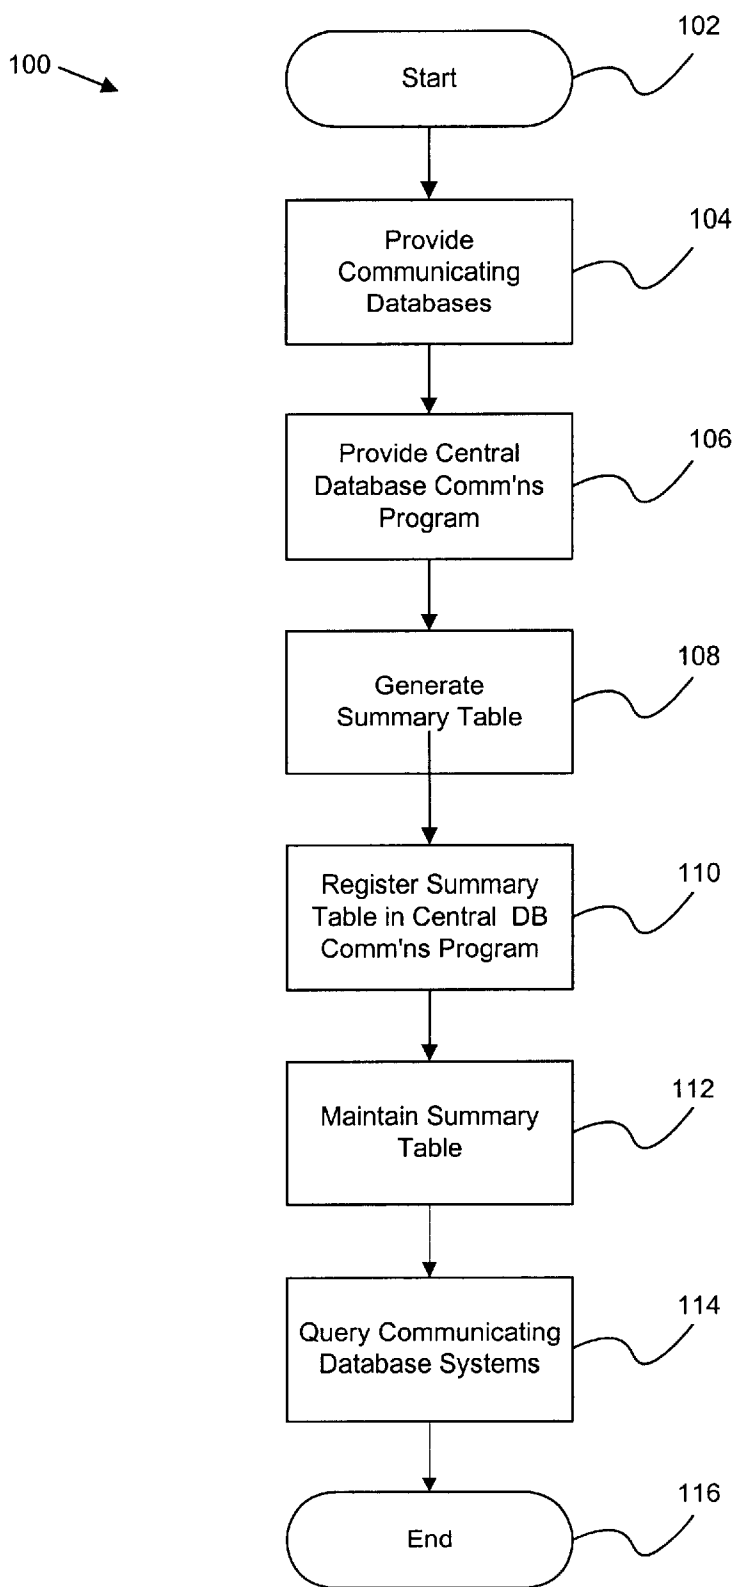 102
100
Start
104
Provide
Communicating
Databases
106
Provide Central
Database Comm'ns
Program
108
Generate
Summary Table
110
Register Summary
Table in Central DB
Comm'ns Program
112
Maintain Summary
Table
114
Query Communicating
Database Systems
116
End